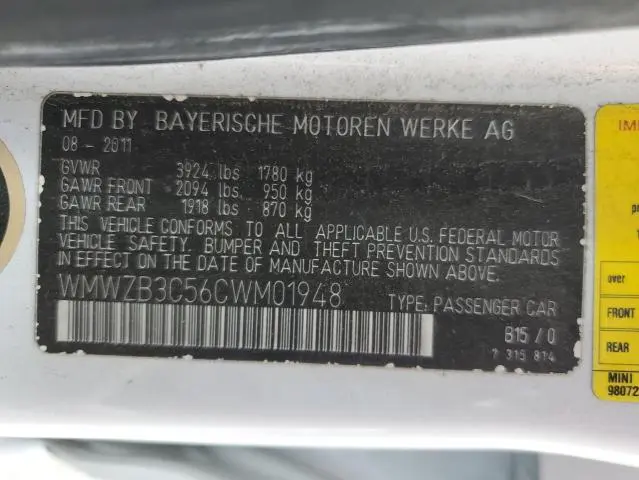 MFD BY BAYERISCHE MOTOREN WERKE AG
08-2011
GVWR 3924 lbs 1780 kg
GAWR FRONT 2094 lbs 950 kg
GAWR REAR 1918 lbs 870 kg
THIS VEHICLE CONFORMS TO ALL APPLICABLE U.S. FEDERAL MOTOR
VEHICLE SAFETY, BUMPER AND THEFT PREVENTION STANDARDS
IN EFFECT ON THE DATE OF MANUFACTURE SHOWN ABOVE.
WMWZB3C56CWM01948 TYPE: PASSENGER CAR
B15/0
7 315 814
over
FRONT
REAR
MINI
98072